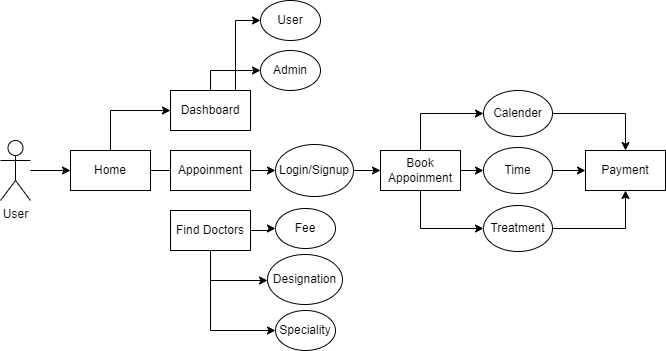 User
Admin
Dashboard
Calender
User
Home
Appoinment
Login/Signup
Book
Appoinment
Time
Payment
Find Doctors
Fee
Treatment
Designation
Speciality